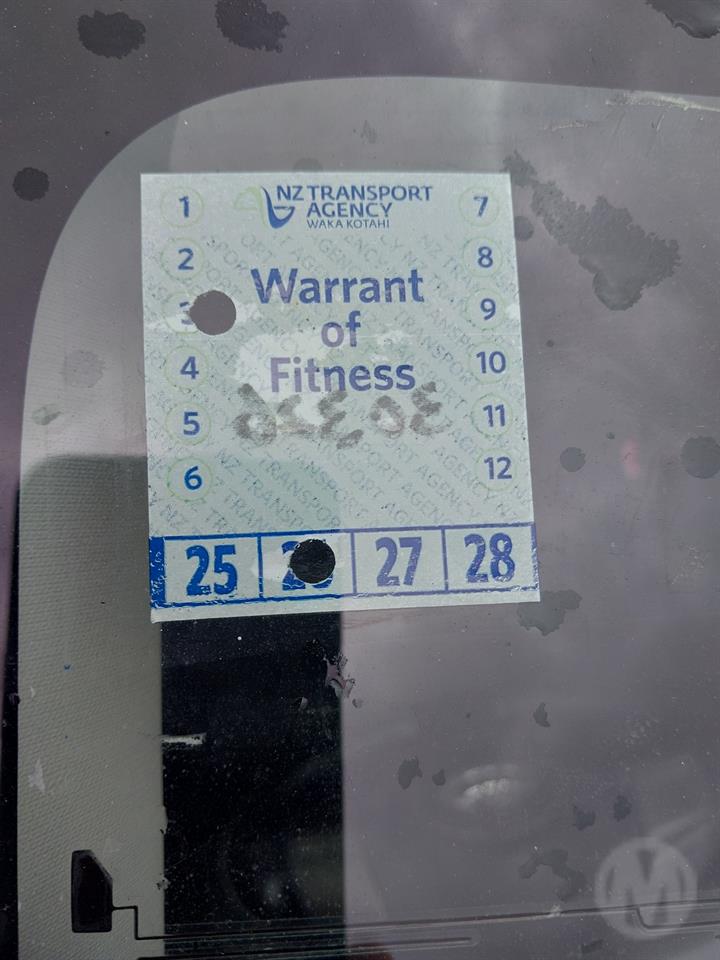 NZ TRANSPORT
AGENCY
WAKA KOTAHI
Warrant
of
Fitness
1
2
3
4
5
6
7
8
9
10
11
12
25 26 27 28
M